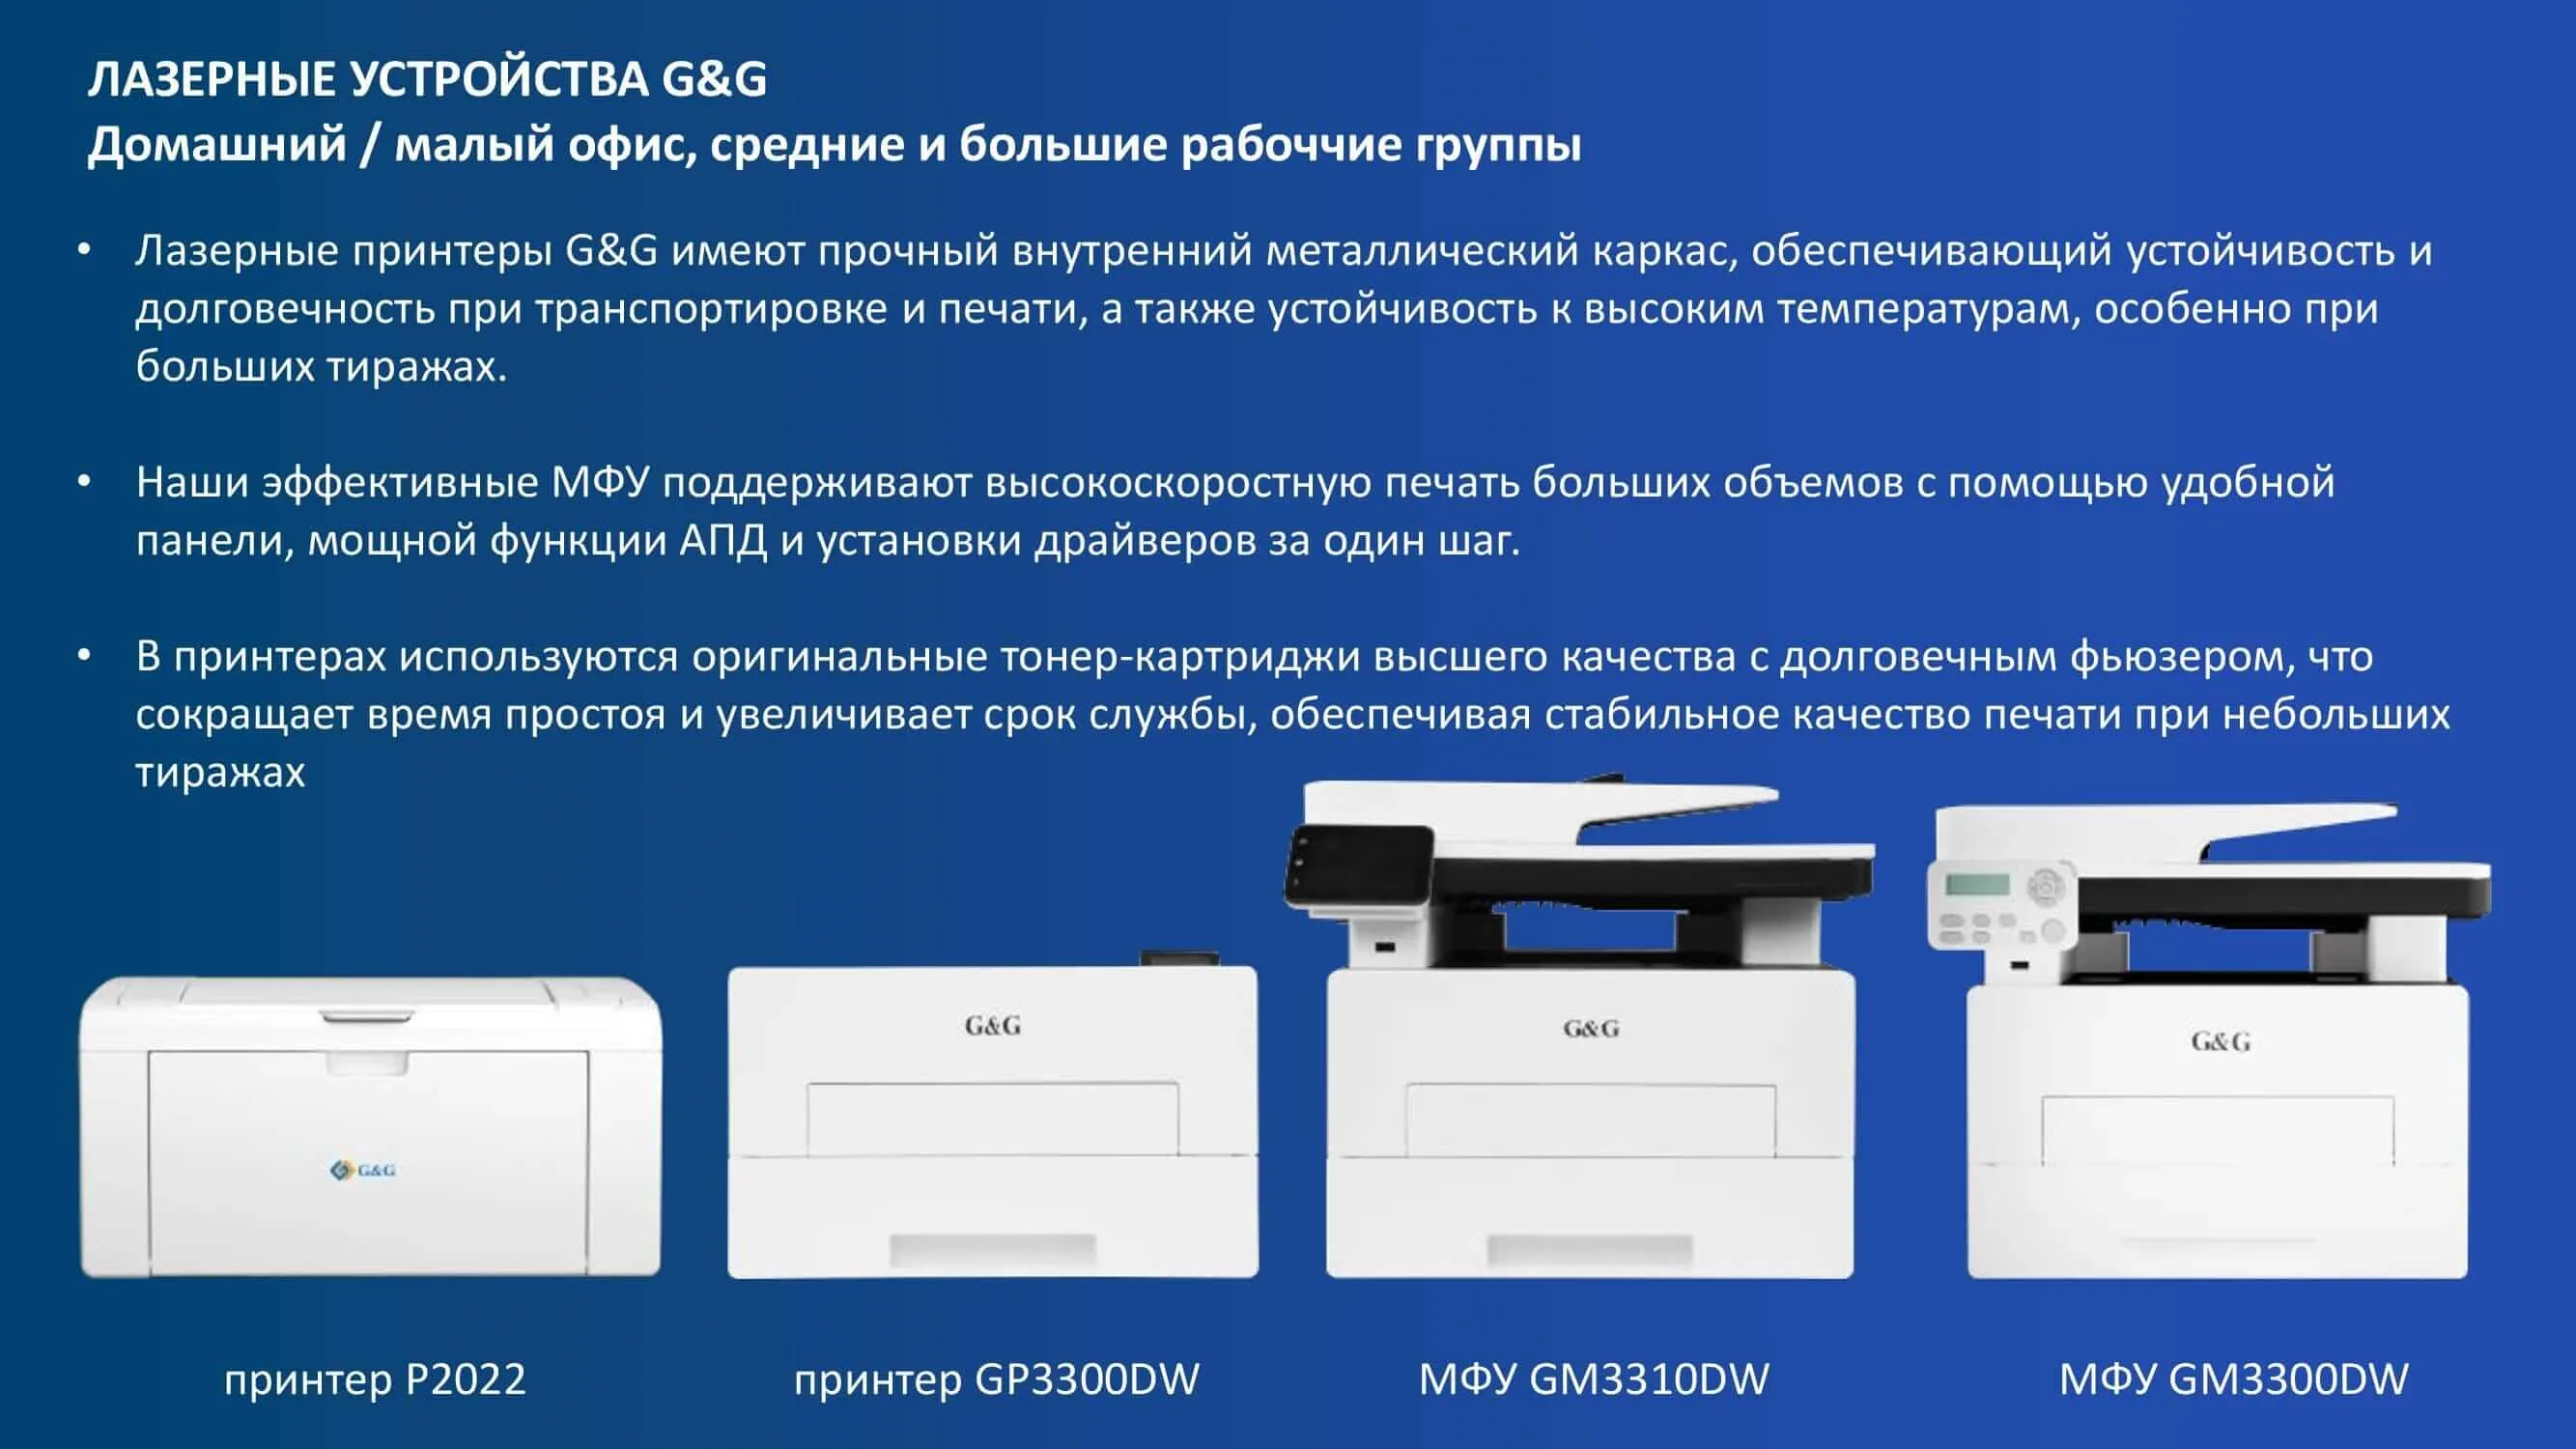 ЛАЗЕРНЫЕ УСТРОЙСТВА G&G
Домашний / малый офис, средние и большие рабоччие группы
• Лазерные принтеры G&G имеют прочный внутренний металлический каркас, обеспечивающий устойчивость и
долговечность при транспортировке и печати, а также устойчивость к высоким температурам, особенно при
больших тиражах.
• Наши эффективные МФУ поддерживают высокоскоростную печать больших объемов с помощью удобной
панели, мощной функции АПД и установки драйверов за один шаг.
• В принтерах используются оригинальные тонер-картриджи высшего качества с долговечным фьюзером, что
сокращает время простоя и увеличивает срок службы, обеспечивая стабильное качество печати при небольших
тиражах
G&G
G&G
G&G
G&G
принтер P2022
принтер GP3300DW
МФУ GM3310DW
МФУ GM3300DW